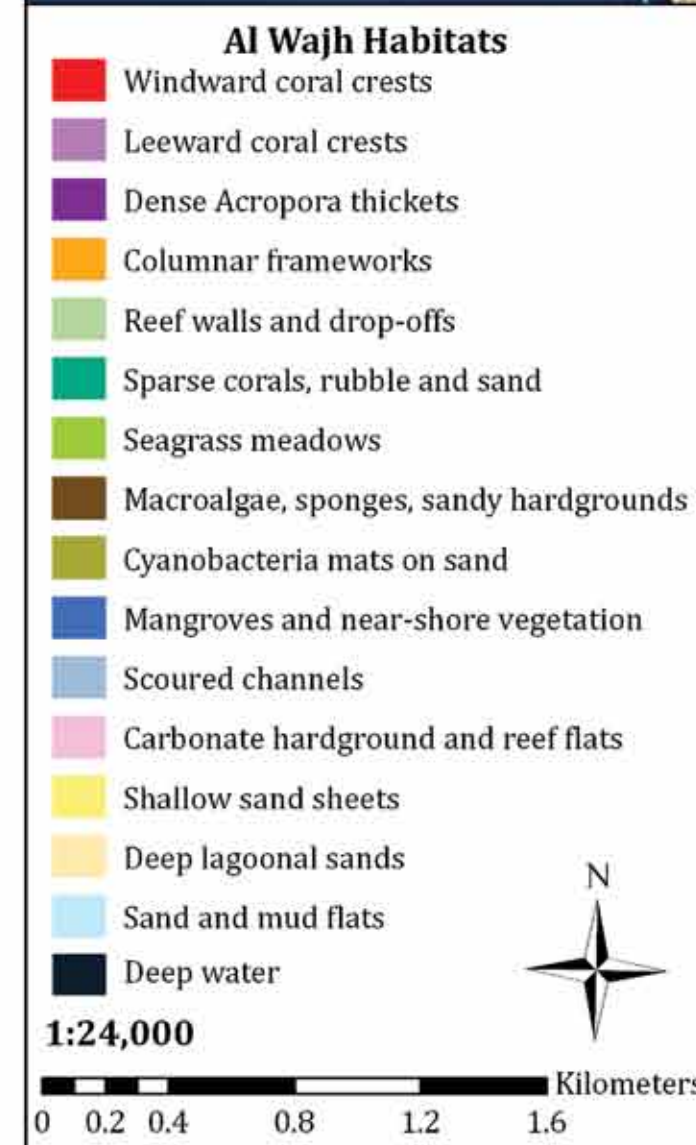 Al Wajh Habitats
Windward coral crests
Leeward coral crests
Dense Acropora thickets
Columnar frameworks
Reef walls and drop-offs
Sparse corals, rubble and sand
Seagrass meadows
Macroalgae, sponges, sandy hardgrounds
Cyanobacteria mats on sand
Mangroves and near-shore vegetation
Scoured channels
Carbonate hardground and reef flats
Shallow sand sheets
Deep lagoonal sands
Sand and mud flats
Deep water
N
1:24,000
Kilometers
0 0.2 0.4 0.8 1.2 1.6